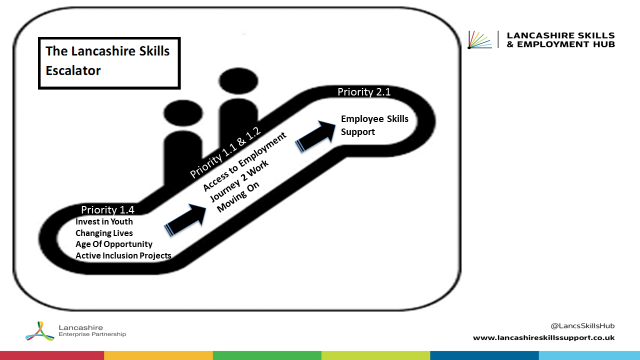 The Lancashire Skills
Escalator
LANCASHIRE SKILLS
& EMPLOYMENT HUB
Priority 2.1
Employee Skills
Support
Priority 1.1 & 1.2
Access to Employment
Journey 2 Work
Moving On
Priority 1.4
Invest in Youth
Changing Lives
Age Of Opportunity
Active Inclusion Projects
Lancashire
Enterprise Partnership
@LancsSkillsHub
www.lancashireskillssupport.co.uk